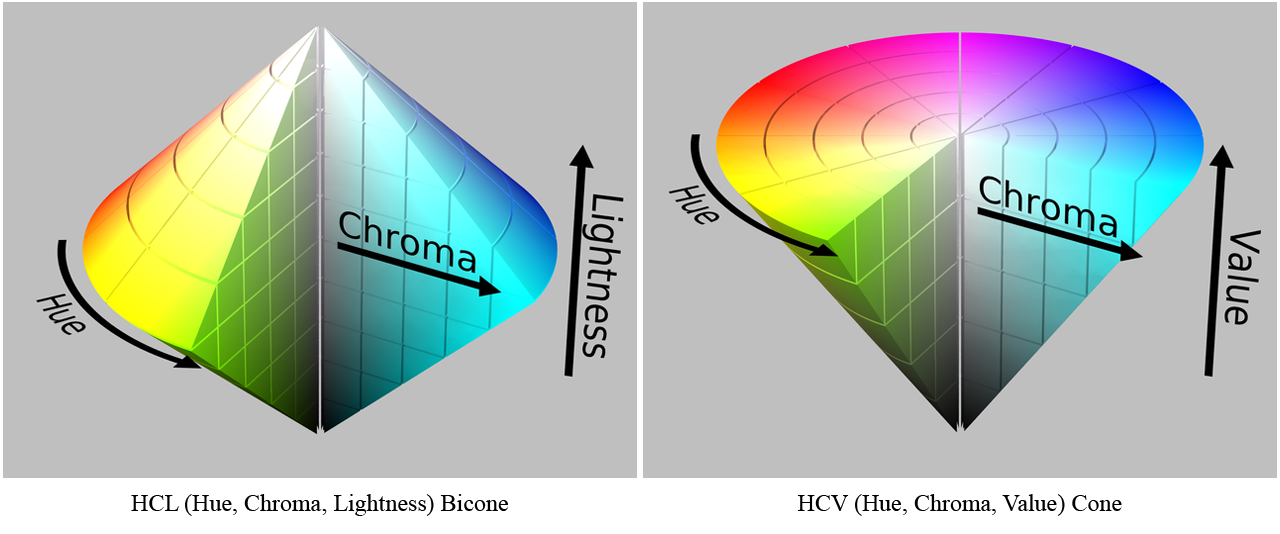 Hue
Chroma
Lightness
Hue
Chroma
Value
HCL (Hue, Chroma, Lightness) Bicone
HCV (Hue, Chroma, Value) Cone